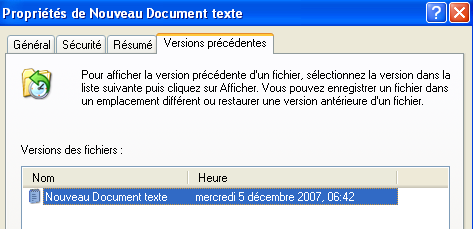 Propriétés de Nouveau Document texte
Général Sécurité Résumé Versions précédentes
Pour afficher la version précédente d'un fichier, sélectionnez la version dans la
liste suivante puis cliquez sur Afficher. Vous pouvez enregistrer un fichier dans
un emplacement différent ou restaurer une version antérieure d'un fichier.
Versions des fichiers :
Nom Heure
Nouveau Document texte mercredi 5 décembre 2007, 06:42